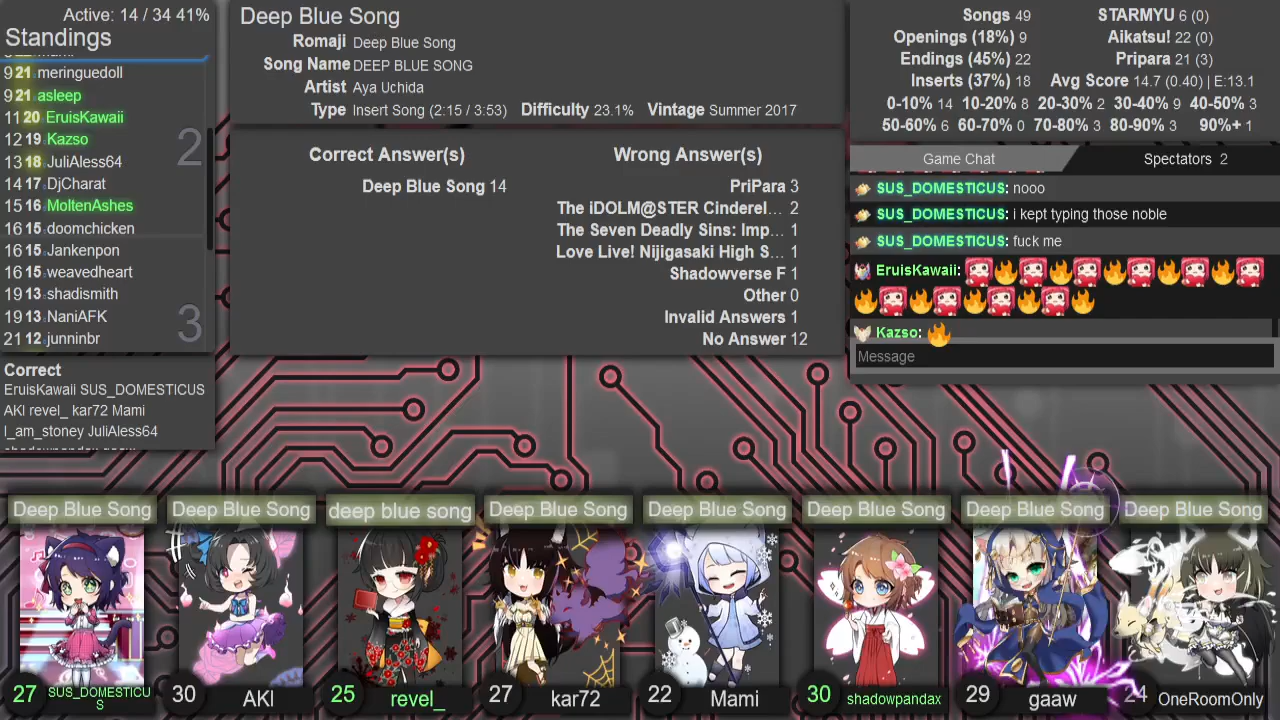 Active: 14 / 34 41%
Standings
9 21 meringuedoll
9 21 asleep
11 20 EruisKawaii
12 19 Kazso
2
13 18 JuliAless64
14 17 DjCharat
15 16 MoltenAshes
16 15 doomchicken
16 15 Jankenpon
16 15 weavedheart
19 13 shadismith
19 13 NaniAFK
3
21 12 junninbr
Correct
EruisKawaii SUS_DOMESTICUS
AKI revel_ kar72 Mami
I_am_stoney JuliAless64
Deep Blue Song
Romaji Deep Blue Song
Song Name DEEP BLUE SONG
Artist Aya Uchida
Type Insert Song (2:15 / 3:53) Difficulty 23.1% Vintage Summer 2017
Correct Answer(s)
Deep Blue Song 14
Wrong Answer(s)
PriPara 3
The iDOLM@STER Cinderel... 2
The Seven Deadly Sins: Imp... 1
Love Live! Nijigasaki High S... 1
Shadowverse F 1
Other 0
Invalid Answers 1
No Answer 12
Songs 49 STARMYU 6 (0)
Openings (18%) 9 Aikatsu! 22 (0)
Endings (45%) 22 Pripara 21 (3)
Inserts (37%) 18 Avg Score 14.7 (0.40) | E:13.1
0-10% 14 10-20% 8 20-30% 2 30-40% 9 40-50% 3
50-60% 6 60-70% 0 70-80% 3 80-90% 3 90%+ 1
Game Chat Spectators 2
SUS_DOMESTICUS: nooo
SUS_DOMESTICUS: i kept typing those noble
SUS_DOMESTICUS: fuck me
EruisKawaii:
Kazso:
Message
Deep Blue Song Deep Blue Song deep blue song Deep Blue Song Deep Blue Song Deep Blue Song Deep Blue Song Deep Blue Song
27 SUS_DOMESTICU
S
30 AKI
25 revel_
27 kar72
22 Mami
30 shadowpandax
29 gaaw
24 OneRoomOnly